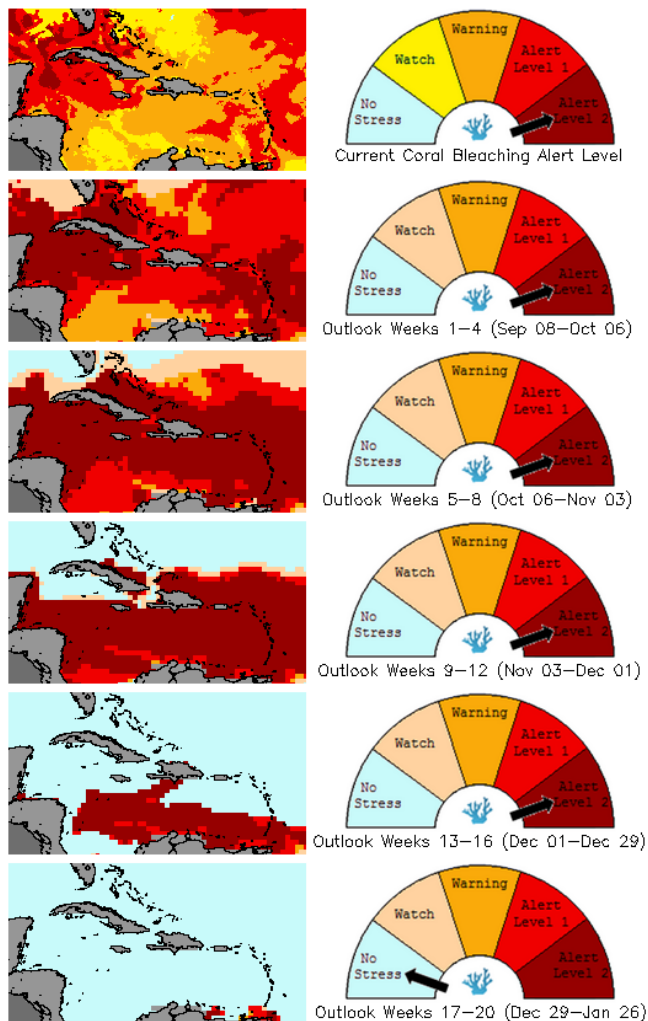 Warning
Watch
Alert
Level 1
No
Stress
Alert
Level 2
Current Coral Bleaching Alert Level
Warning
Watch
Alert
Level 1
No
Stress
Alert
Level 2
Outlook Weeks 1-4 (Sep 08-Oct 06)
Warning
Watch
Alert
Level 1
No
Stress
Alert
Level 2
Outlook Weeks 5-8 (Oct 06-Nov 03)
Warning
Watch
Alert
Level 1
No
Stress
Alert
Level 2
Outlook Weeks 9-12 (Nov 03-Dec 01)
Warning
Watch
Alert
Level 1
No
Stress
Alert
Level 2
Outlook Weeks 13-16 (Dec 01-Dec 29)
Warning
Watch
Alert
Level 1
No
Stress
Alert
Level 2
Outlook Weeks 17-20 (Dec 29-Jan 26)